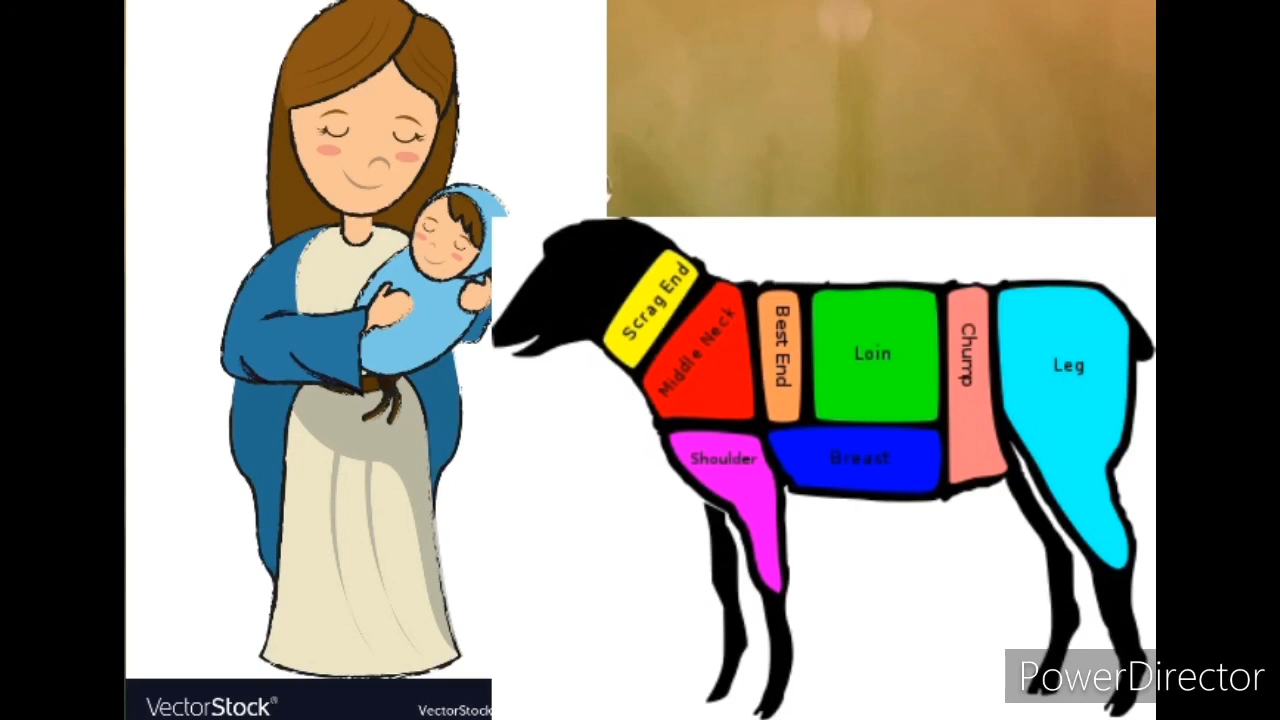 Scrag End
Middle Neck
Best End
Loin
Chump
Leg
Shoulder
Breast
PowerDirector
VectorStock®
VectorStock